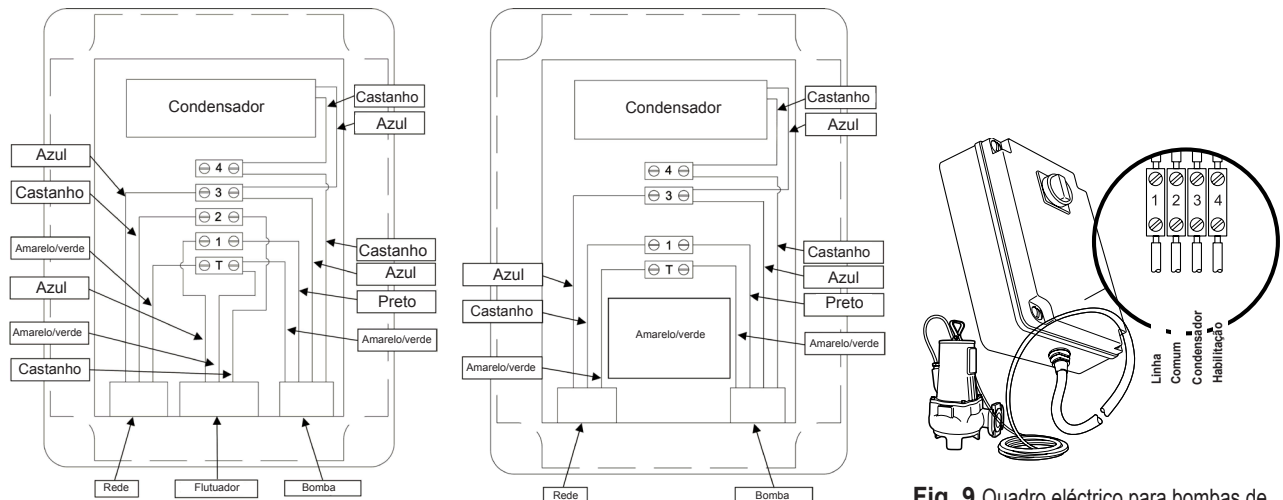 Condensador
Castanho
Azul
4
3
2
1
T
Azul
Castanho
Amarelo/verde
Azul
Amarelo/verde
Castanho
Castanho
Azul
Preto
Amarelo/verde
Rede
Flutuador
Bomba
Condensador
Castanho
Azul
4
3
1
T
Azul
Castanho
Amarelo/verde
Amarelo/verde
Castanho
Azul
Preto
Amarelo/verde
Rede
Bomba
1 2 3 4
Linha
Comum
Condensador
Habilitação
Fig. 9 Quadro eléctrico para bombas de